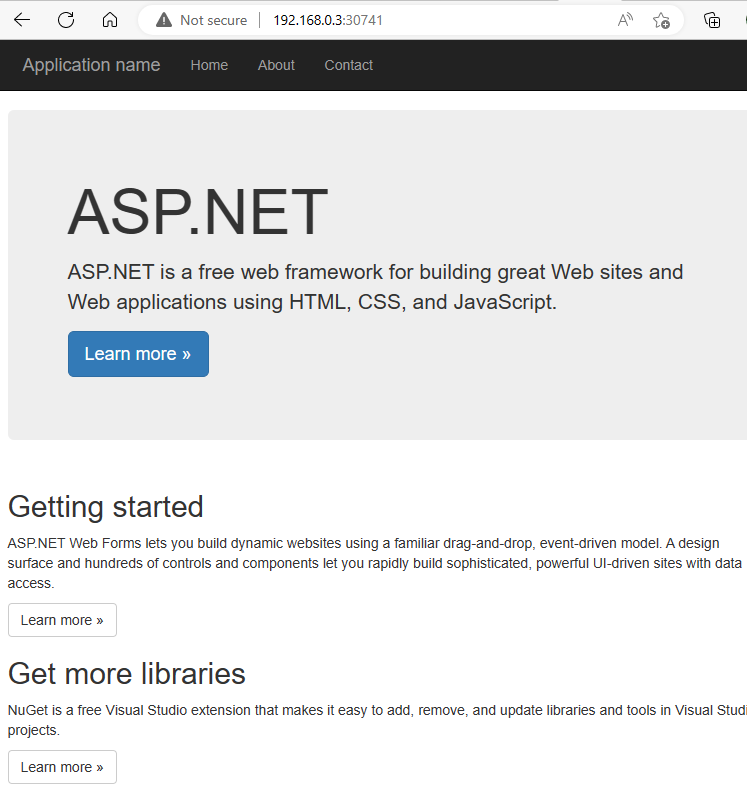 Not secure | 192.168.0.3:30741
Application name Home About Contact
ASP.NET
ASP.NET is a free web framework for building great Web sites and
Web applications using HTML, CSS, and JavaScript.
Learn more »
Getting started
ASP.NET Web Forms lets you build dynamic websites using a familiar drag-and-drop, event-driven model. A design
surface and hundreds of controls and components let you rapidly build sophisticated, powerful UI-driven sites with data
access.
Learn more »
Get more libraries
NuGet is a free Visual Studio extension that makes it easy to add, remove, and update libraries and tools in Visual Studi
projects.
Learn more »